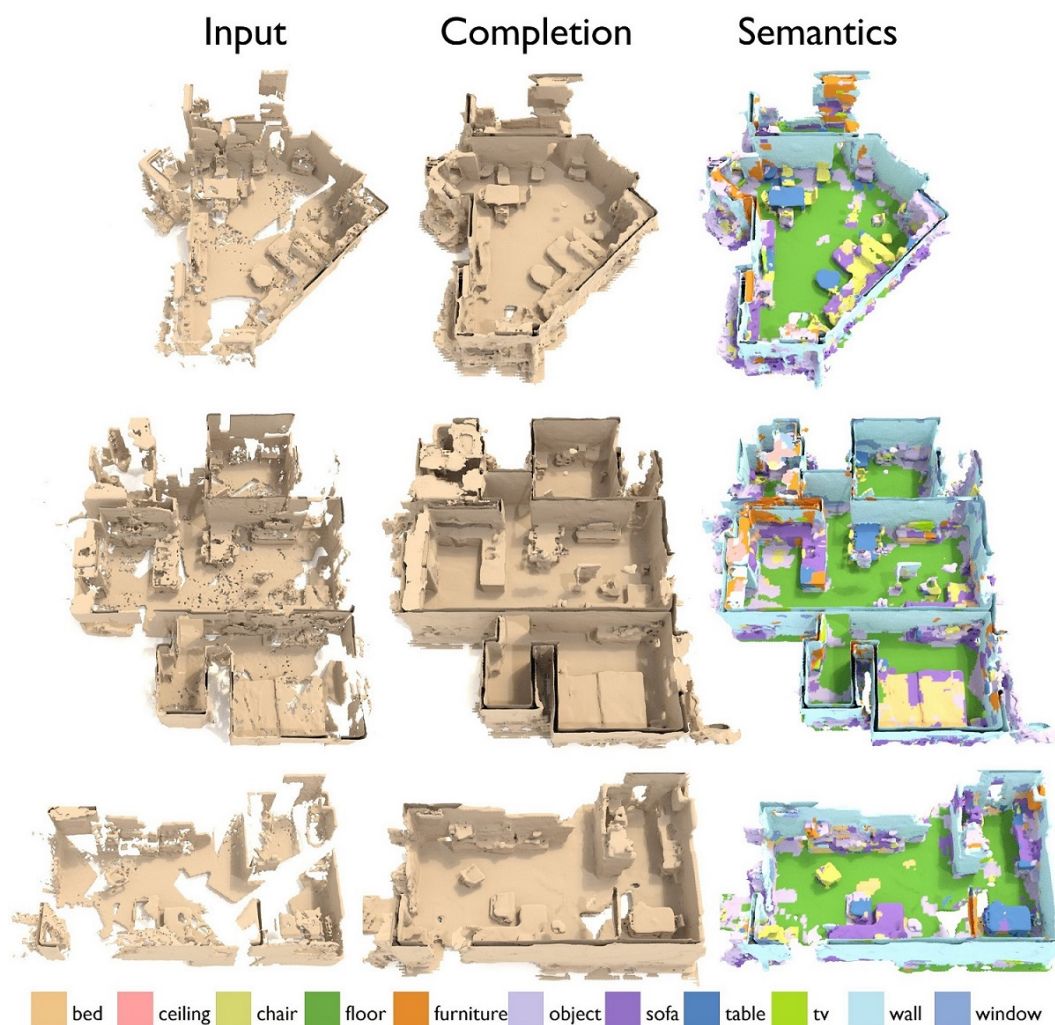 Input Completion Semantics
bed ceiling chair floor furniture object sofa table tv wall window